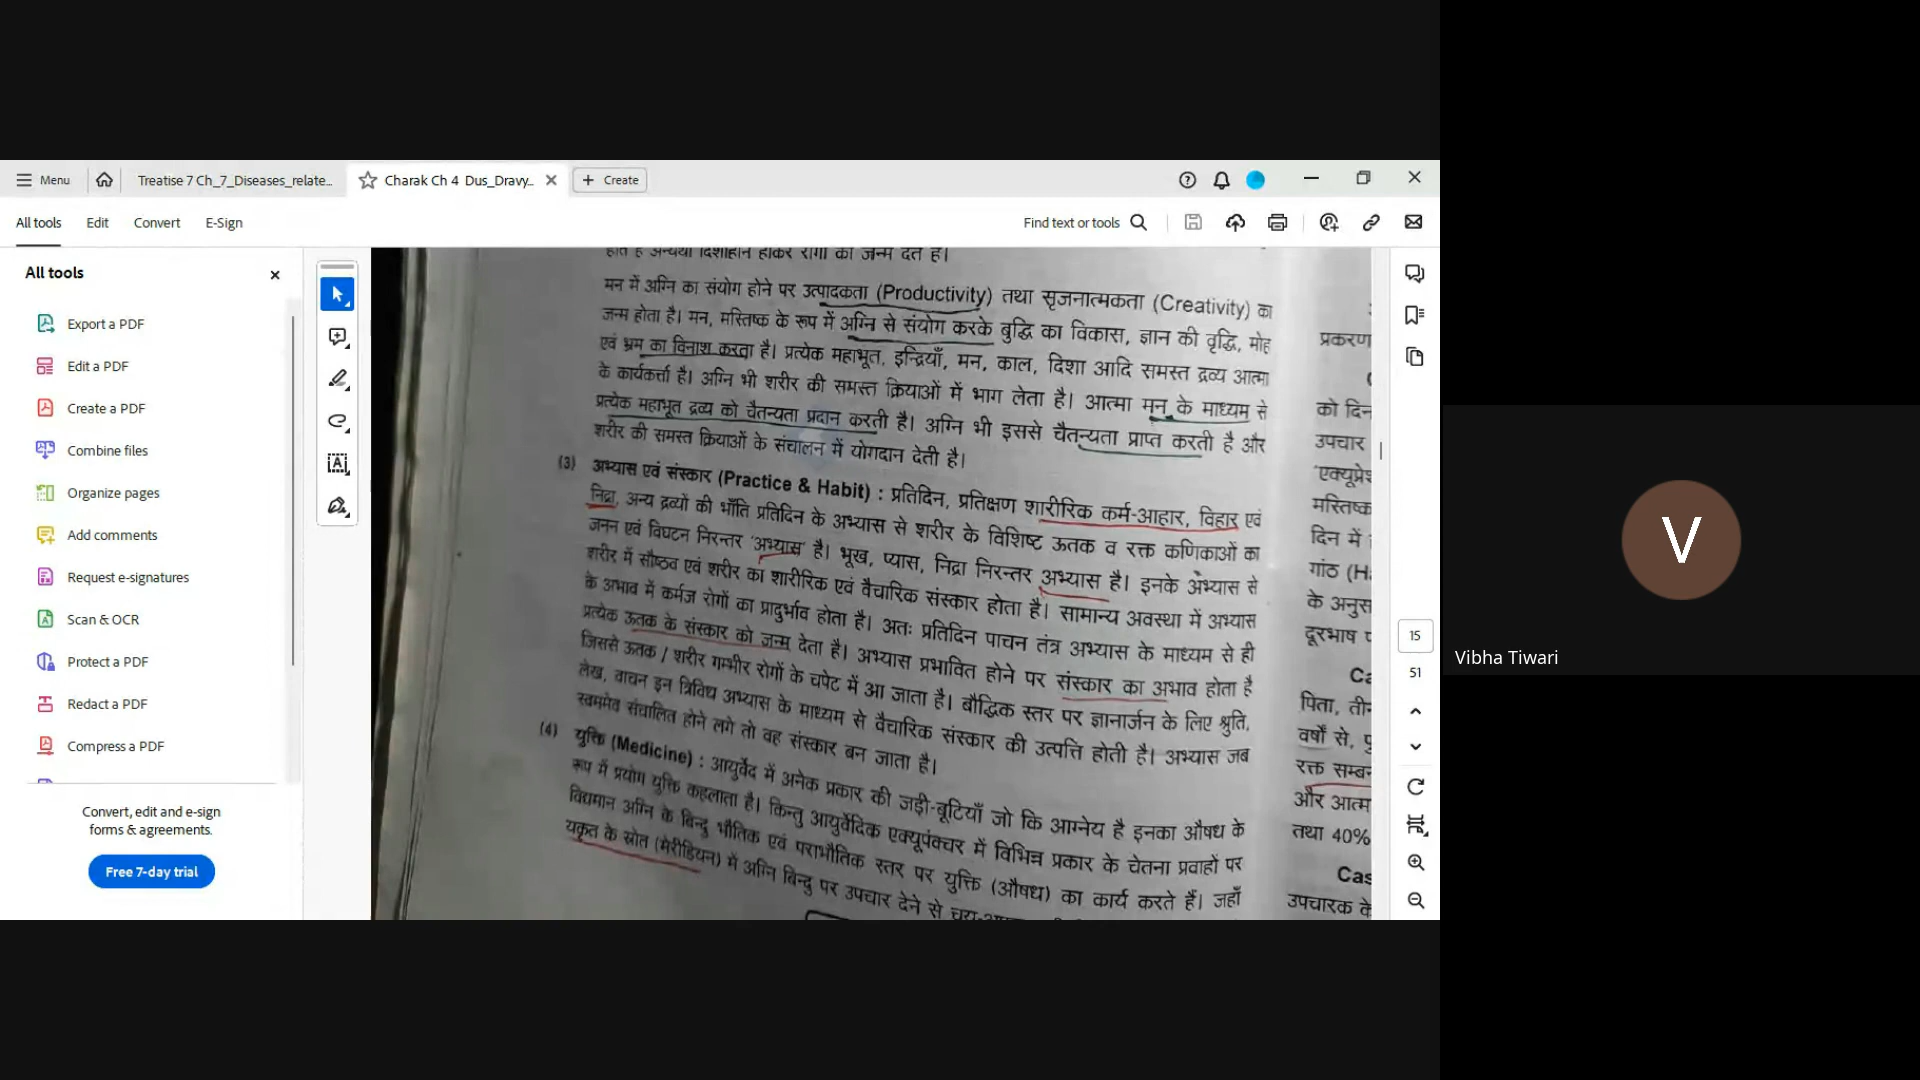 Menu
Treatise 7 Ch_7_Diseases_relate...
Charak Ch 4 Dus_Dravy...
Create
All tools
Edit
Convert
E-Sign
Find text or tools
All tools
Export a PDF
Edit a PDF
Create a PDF
Combine files
Organize pages
Add comments
Request e-signatures
Scan & OCR
Protect a PDF
Redact a PDF
Compress a PDF
Convert, edit and e-sign
forms & agreements.
Free 7-day trial
होते है अन्यथा दिशाहीन होकर रोगों को जन्म देते है।
मन में अग्नि का संयोग होने पर उत्पादकता (Productivity) तथा सृजनात्मकता (Creativity) का
जन्म होता है। मन, मस्तिष्क के रूप में अग्नि से संयोग करके बुद्धि का विकास, ज्ञान की वृद्धि, मोह
एवं भ्रम का विनाश करता है। प्रत्येक महाभूत, इन्द्रियाँ, मन, काल, दिशा आदि समस्त द्रव्य आत्मा
के कार्यकर्त्ता है। अग्नि भी शरीर की समस्त क्रियाओं में भाग लेता है। आत्मा मन के माध्यम से
प्रत्येक महाभूत द्रव्य को चैतन्यता प्रदान करती है। अग्नि भी इससे चैतन्यता प्राप्त करती है और
शरीर की समस्त क्रियाओं के संचालन में योगदान देती है।
(3) अभ्यास एवं संस्कार (Practice & Habit) : प्रतिदिन, प्रतिक्षण शारीरिक कर्म-आहार, विहार एवं
निद्रा, अन्य द्रव्यों की भाँति प्रतिदिन के अभ्यास से शरीर के विशिष्ट ऊतक व रक्त कणिकाओं का
जनन एवं विघटन निरन्तर 'अभ्यास' है। भूख, प्यास, निद्रा निरन्तर अभ्यास है। इनके अभ्यास से
शरीर में सौष्ठव एवं शरीर का शारीरिक एवं वैचारिक संस्कार होता है। सामान्य अवस्था में अभ्यास
के अभाव में कर्मज रोगों का प्रादुर्भाव होता है। अतः प्रतिदिन पाचन तंत्र अभ्यास के माध्यम से ही
प्रत्येक ऊतक के संस्कार को जन्म देता है। अभ्यास प्रभावित होने पर संस्कार का अभाव होता है
जिससे ऊतक / शरीर गम्भीर रोगों के चपेट में आ जाता है। बौद्धिक स्तर पर ज्ञानार्जन के लिए श्रुति,
लेख, वाचन इन त्रिविध अभ्यास के माध्यम से वैचारिक संस्कार की उत्पत्ति होती है। अभ्यास जब
स्वममेव संचालित होने लगे तो वह संस्कार बन जाता है।
(4) युक्ति (Medicine) : आयुर्वेद में अनेक प्रकार की जड़ी-बूटियाँ जो कि आग्नेय है इनका औषध के
रूप में प्रयोग युक्ति कहलाता है। किन्तु आयुर्वेदिक एक्यूपंक्चर में विभिन्न प्रकार के चेतना प्रवाहों पर
विद्यमान अग्नि के बिन्दु भौतिक एवं पराभौतिक स्तर पर युक्ति (औषध) का कार्य करते हैं। जहाँ
यकृत के स्रोत (मेरीडियन) में अग्नि बिन्दु पर उपचार देने से चय-
प्रकरण
को दिन
उपचार
मस्तिष्क
दिन में
गांठ
के अनुस
दूरभाष
पिता, तीन
वर्षों से,
रक्त सम्बन
और आत्म
तथा 40%
Cas
उपचारक के
15
51
V
Vibha Tiwari